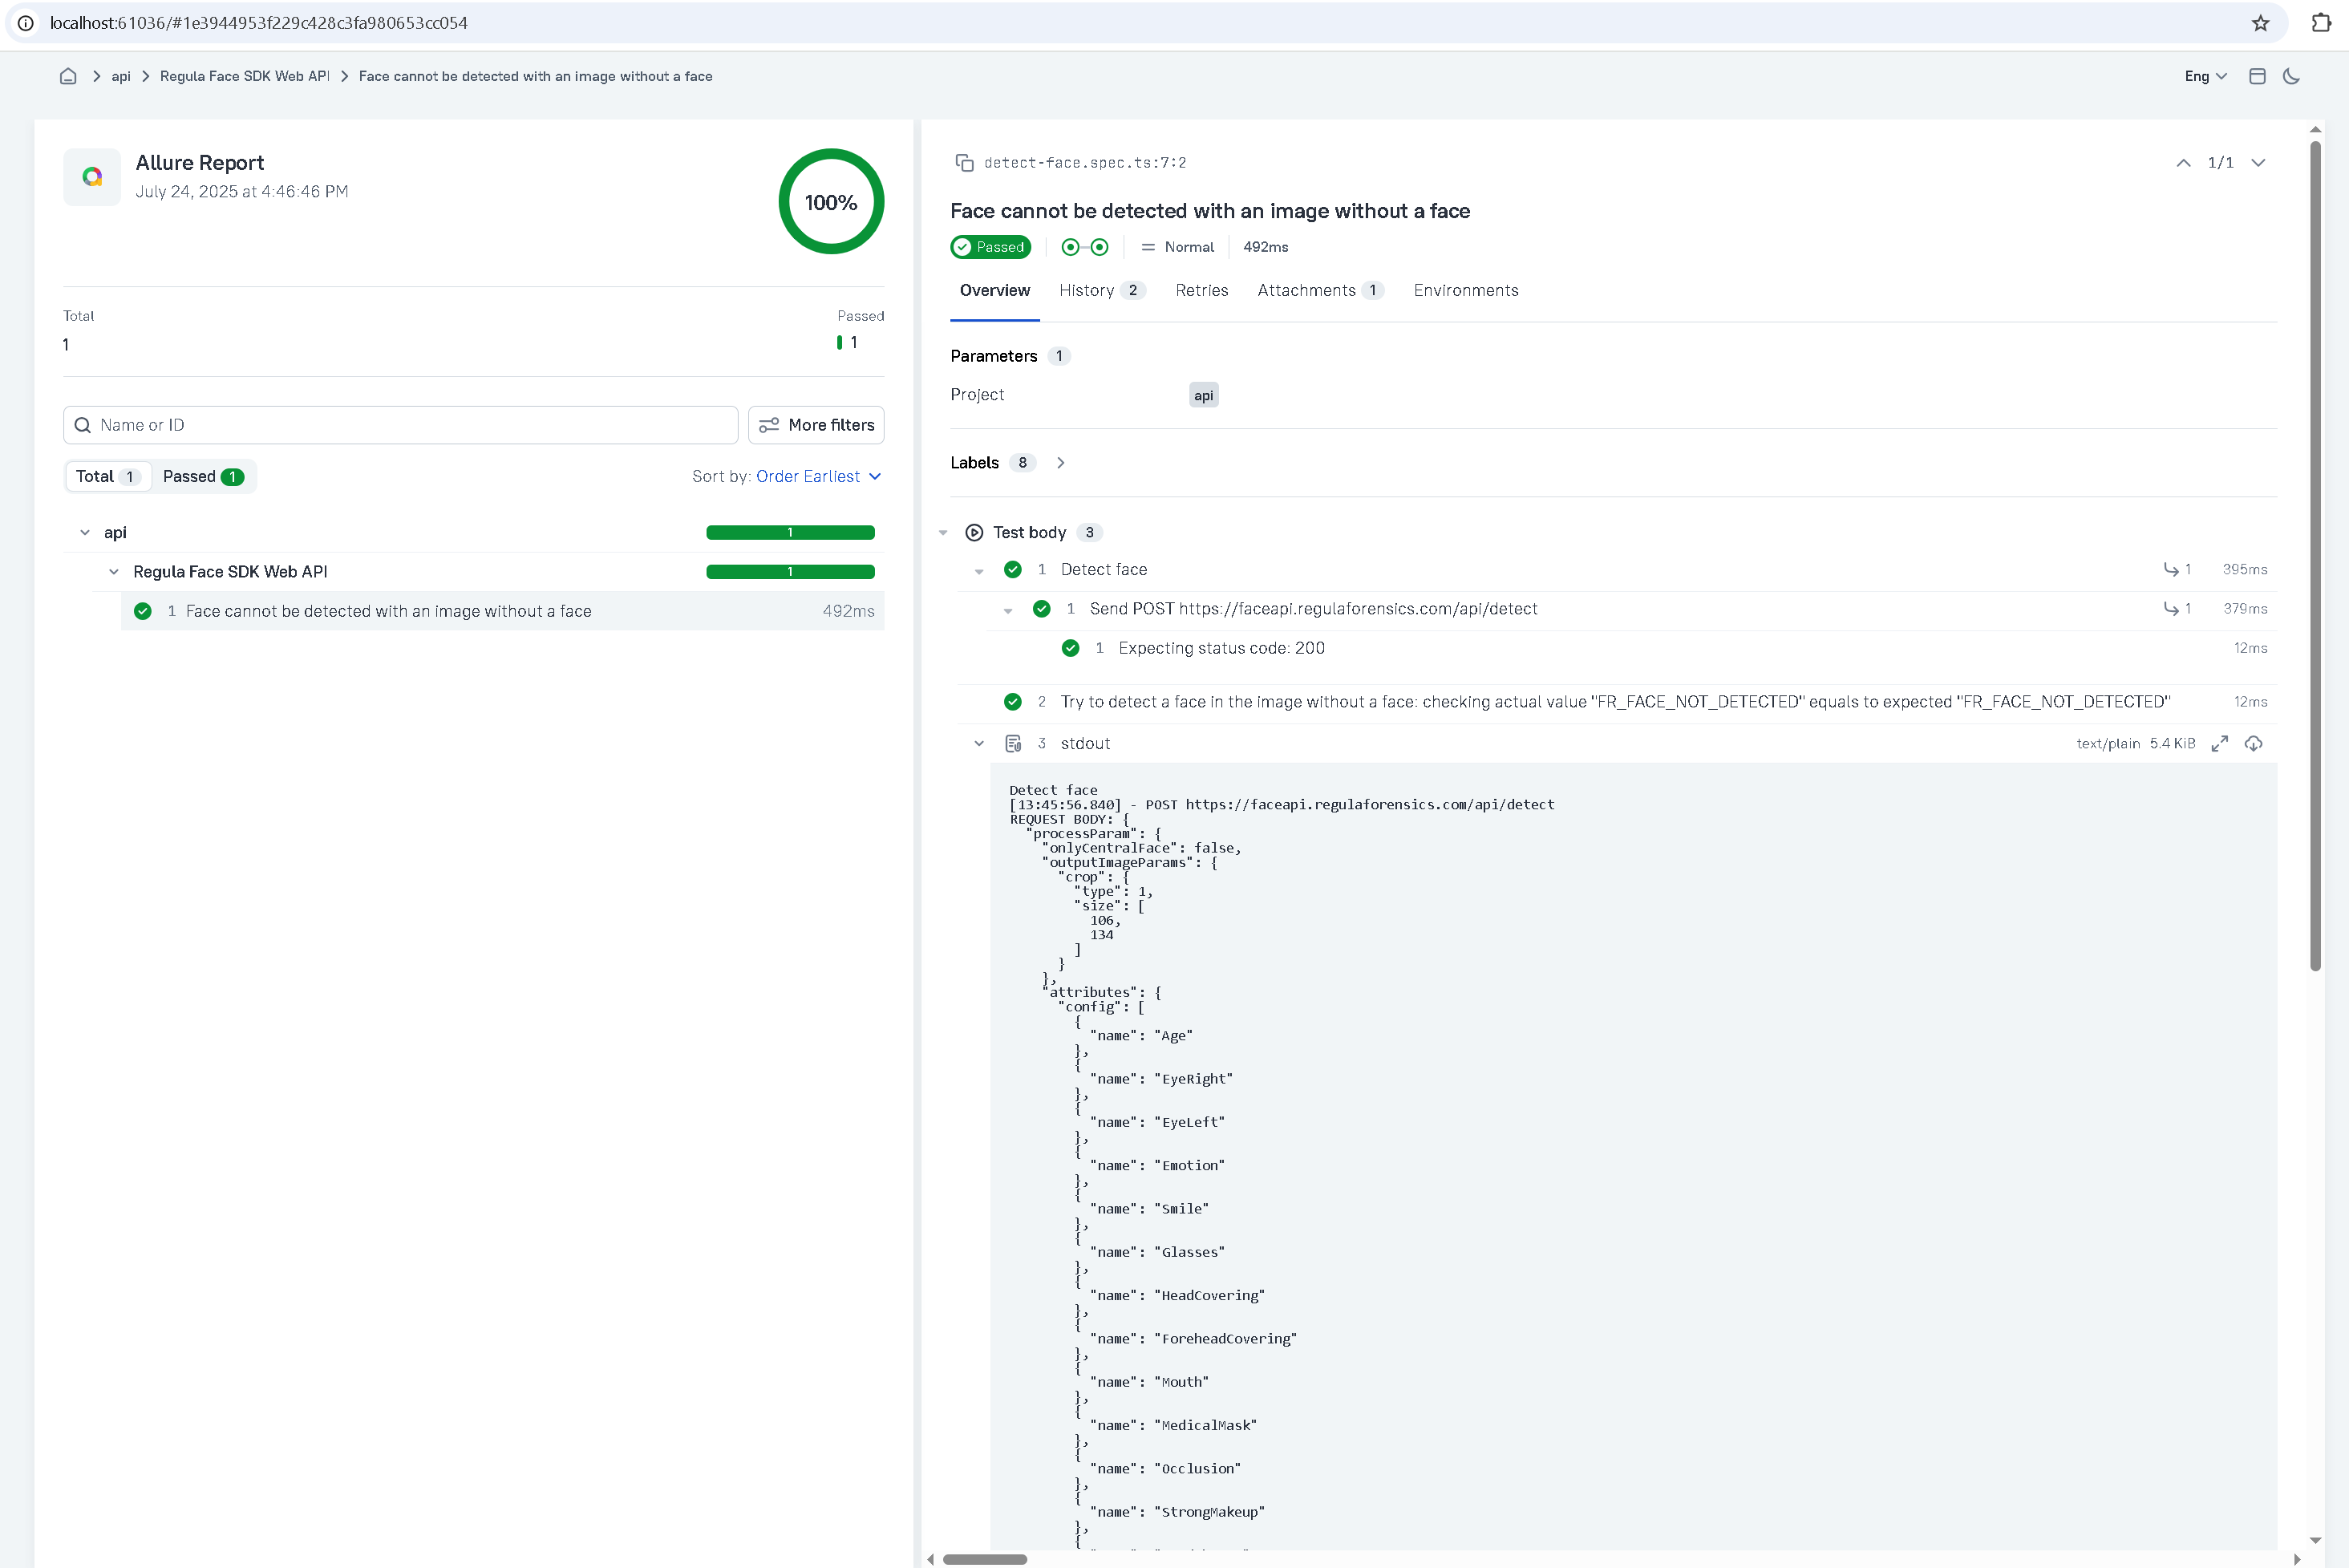 localhost:61036/#1e3944953f229c428c3fa980653cc054
api > Regula Face SDK Web API > Face cannot be detected with an image without a face
Eng
Allure Report
July 24, 2025 at 4:46:46 PM
100%
Total
Passed
1
1
Name or ID
More filters
Total 1
Passed 1
Sort by: Order Earliest
api
1
Regula Face SDK Web API
1
1 Face cannot be detected with an image without a face 492ms
detect-face.spec.ts:7:2
1/1
Face cannot be detected with an image without a face
Passed
Normal
492ms
Overview
History 2
Retries
Attachments 1
Environments
Parameters 1
Project api
Labels 8
Test body 3
1 Detect face 1 395ms
1 Send POST https://faceapi.regulaforensics.com/api/detect 1 379ms
1 Expecting status code: 200 12ms
2 Try to detect a face in the image without a face: checking actual value "FR_FACE_NOT_DETECTED" equals to expected "FR_FACE_NOT_DETECTED" 12ms
3 stdout text/plain 5.4 KiB
Detect face
[13:45:56.840] - POST https://faceapi.regulaforensics.com/api/detect
REQUEST BODY: {
"processParam": {
"onlyCentralFace": false,
"outputImageParams": {
"crop": {
"type": 1,
"size": [
106,
134
]
}
},
"attributes": {
"config": [
{
"name": "Age"
},
{
"name": "EyeRight"
},
{
"name": "EyeLeft"
},
{
"name": "Emotion"
},
{
"name": "Smile"
},
{
"name": "Glasses"
},
{
"name": "HeadCovering"
},
{
"name": "ForeheadCovering"
},
{
"name": "Mouth"
},
{
"name": "MedicalMask"
},
{
"name": "Occlusion"
},
{
"name": "StrongMakeup"
},
{